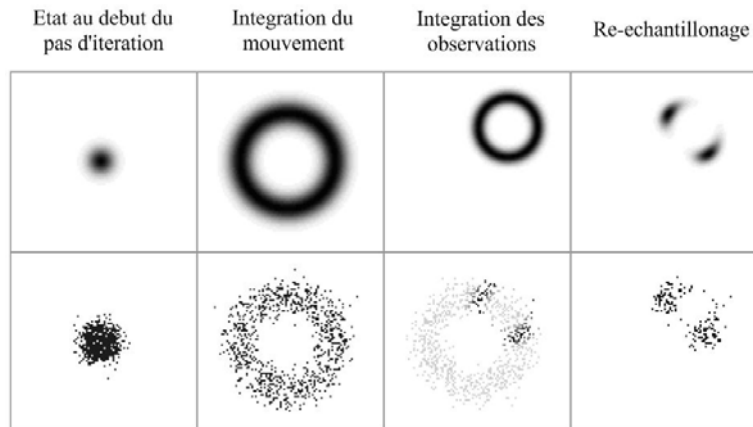 Etat au debut du
pas d'iteration
Integration du
mouvement
Integration des
observations
Re-echantillonage